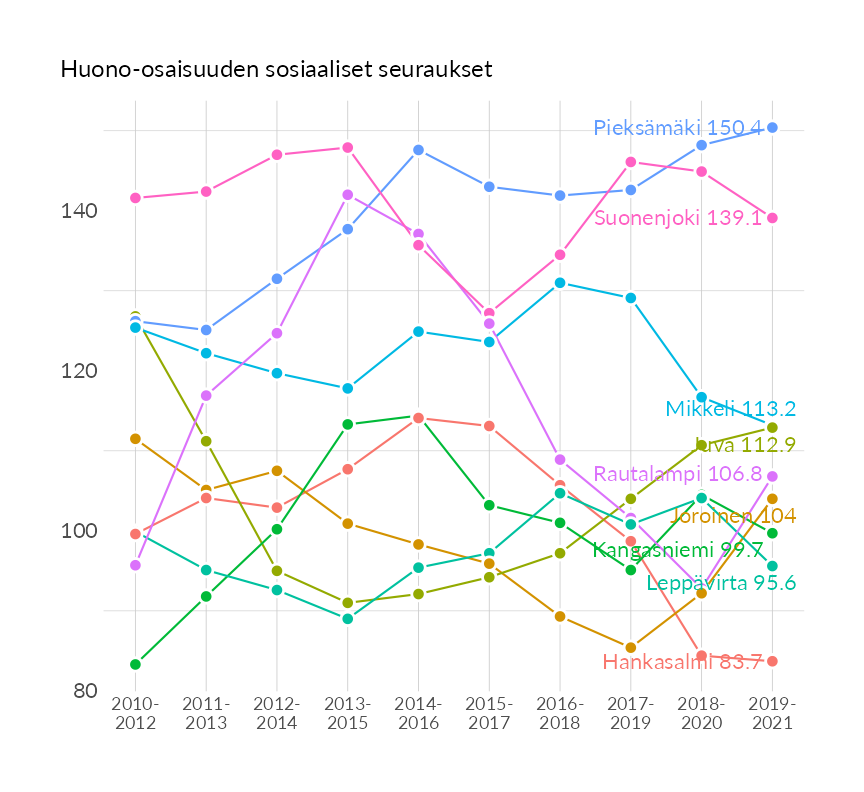 Huono-osaisuuden sosiaaliset seuraukset
Pieksämäki 150.4
140
Suonenjoki 139.1
120
Mikkeli 113.2
Juva 112.9
Rautalampi 106.8
Joroinen 104
100
Kangasniemi 99.7
Leppävirta 95.6
Hankasalmi 83.7
80
2010- 2011- 2012- 2013- 2014- 2015- 2016- 2017- 2018- 2019-
2012 2013 2014 2015 2016 2017 2018 2019 2020 2021